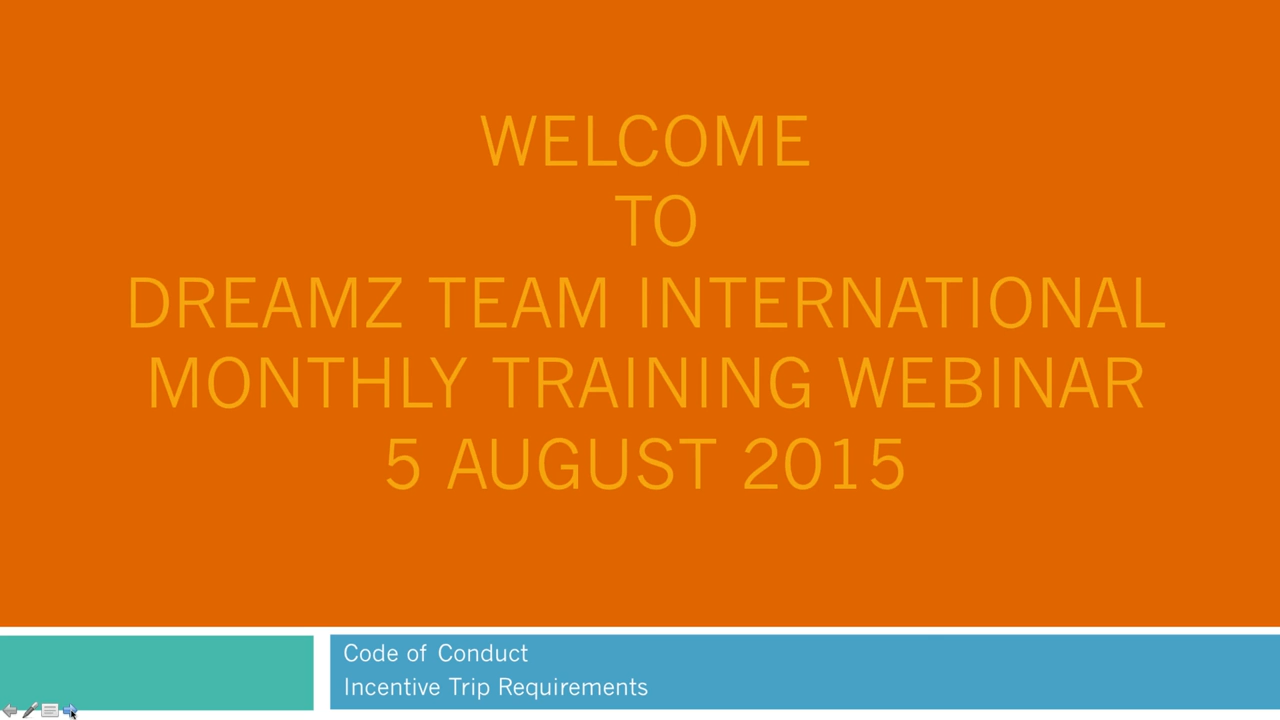 WELCOME
TO
DREAMZ TEAM INTERNATIONAL
MONTHLY TRAINING WEBINAR
5 AUGUST 2015
Code of Conduct
Incentive Trip Requirements